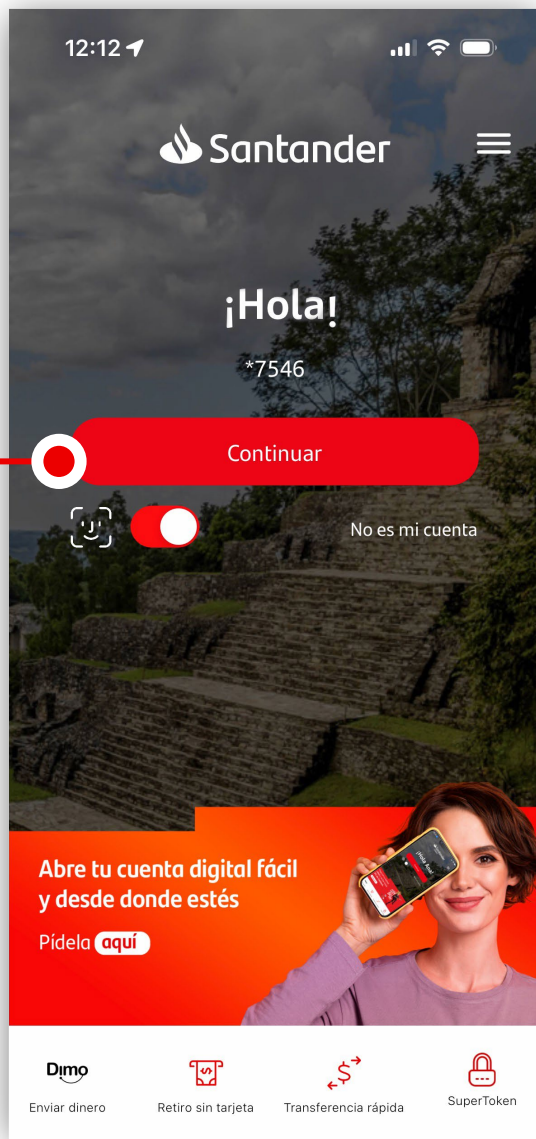 12:12
Santander
¡Hola!
*7546
Continuar
No es mi cuenta
Abre tu cuenta digital fácil
y desde donde estés
Pídela aquí
Dimo
Enviar dinero
Retiro sin tarjeta
Transferencia rápida
SuperToken